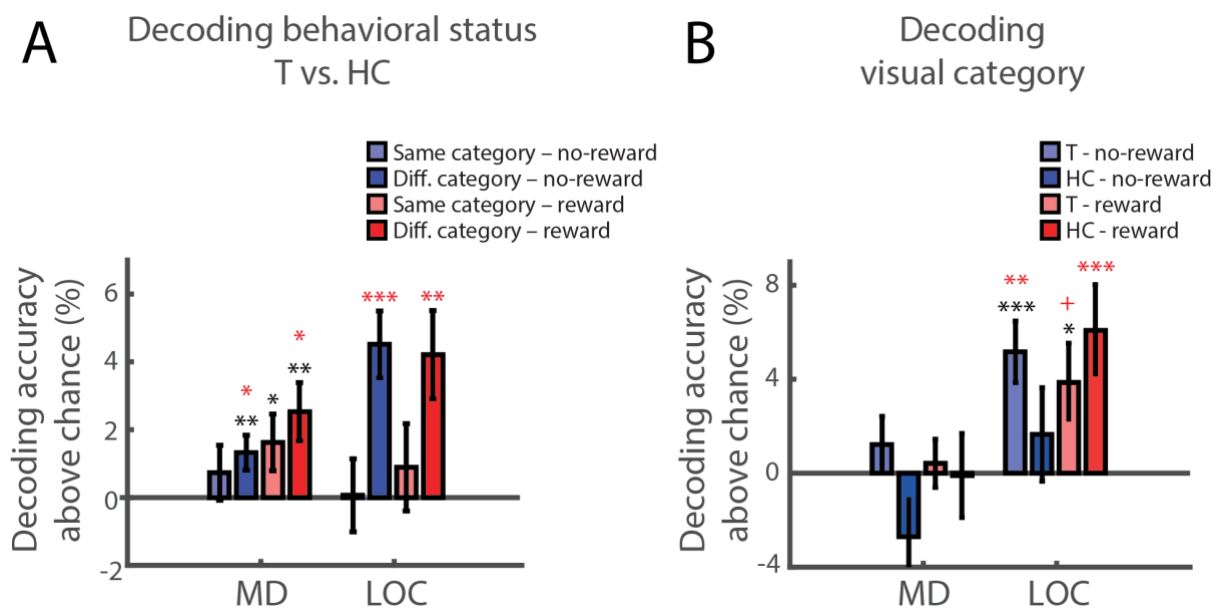 A
Decoding behavioral status
T vs. HC
Same category – no-reward
Diff. category – no-reward
Same category – reward
Diff. category – reward
Decoding accuracy
above chance (%)
6
4
2
0
-2
*
**
*
*
**
***
**
MD
LOC
B
Decoding
visual category
T - no-reward
HC - no-reward
T - reward
HC - reward
Decoding accuracy
above chance (%)
8
4
0
-4
**
***
+
*
***
MD
LOC